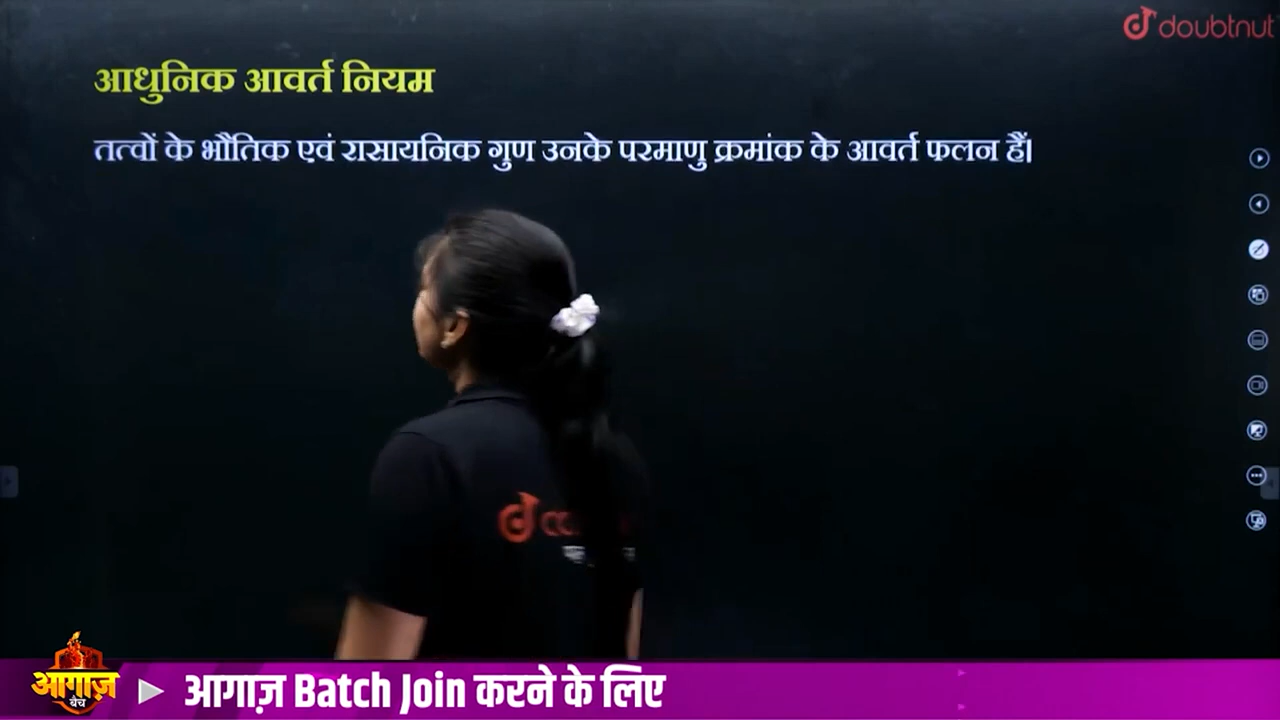 doubtnut
आधुनिक आवर्त नियम
तत्वों के भौतिक एवं रासायनिक गुण उनके परमाणु क्रमांक के आवर्त फलन हैं।
आगाज़
बैच
आगाज़ Batch Join करने के लिए